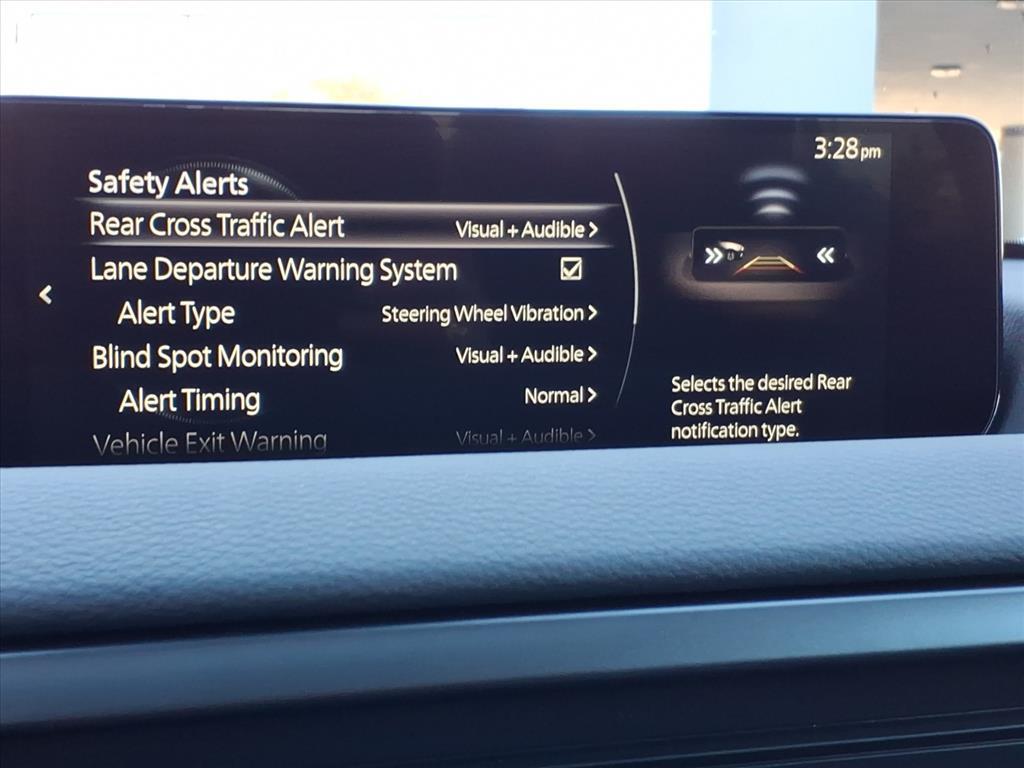 3:28pm
Safety Alerts
Rear Cross Traffic Alert Visual + Audible >
Lane Departure Warning System
Alert Type Steering Wheel Vibration >
Blind Spot Monitoring Visual + Audible >
Alert Timing Normal >
Vehicle Exit Warning Visual + Audible >
Selects the desired Rear
Cross Traffic Alert
notification type.